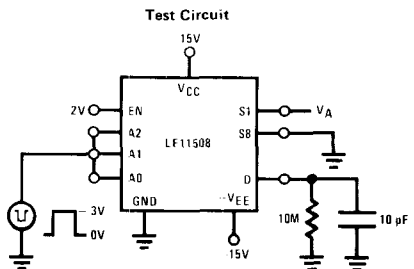 Test Circuit
15V
VCC
2V
EN
S1
VA
A2
S8
A1
LF11508
A0
D
GND
-VEE
3V
0V
10M
10 pF
-15V